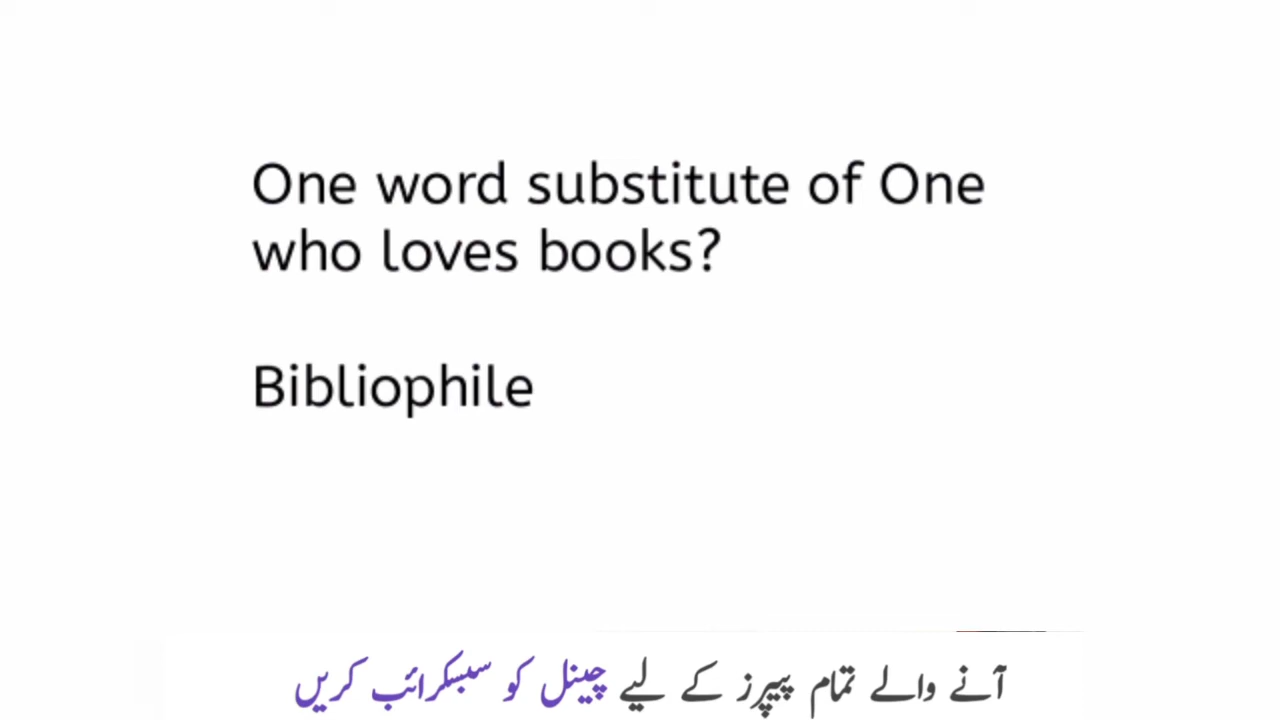 One word substitute of One
who loves books?
Bibliophile
آنے والے تمام پیپرز کے لیے چینل کو سبسکرائب کریں